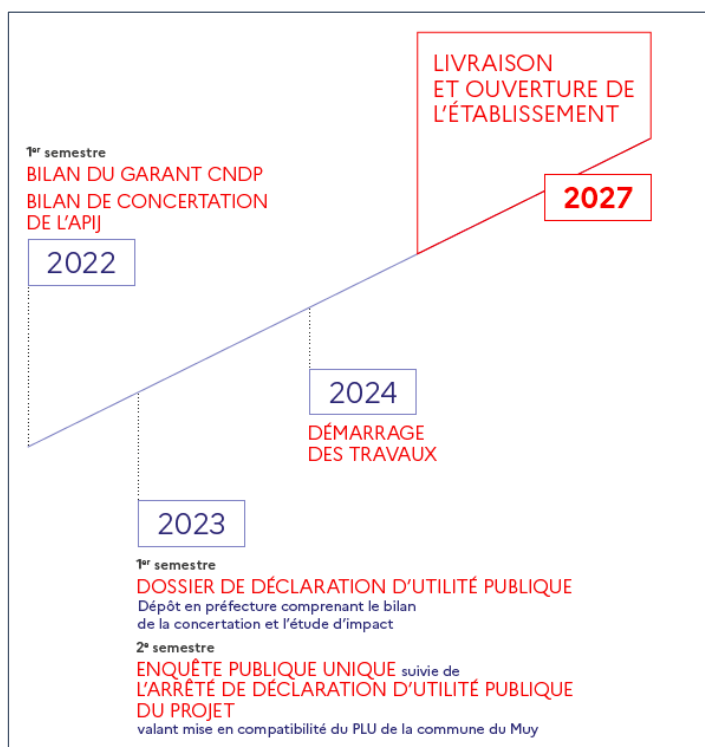 LIVRAISON
ET OUVERTURE DE
L'ÉTABLISSEMENT
2027
1er semestre
BILAN DU GARANT CNDP
BILAN DE CONCERTATION
DE L'APIJ
2022
2024
DÉMARRAGE
DES TRAVAUX
2023
1er semestre
DOSSIER DE DÉCLARATION D'UTILITÉ PUBLIQUE
Dépôt en préfecture comprenant le bilan
de la concertation et l'étude d'impact
2e semestre
ENQUÊTE PUBLIQUE UNIQUE suivie de
L'ARRÊTÉ DE DÉCLARATION D'UTILITÉ PUBLIQUE
DU PROJET
valant mise en compatibilité du PLU de la commune du Muy